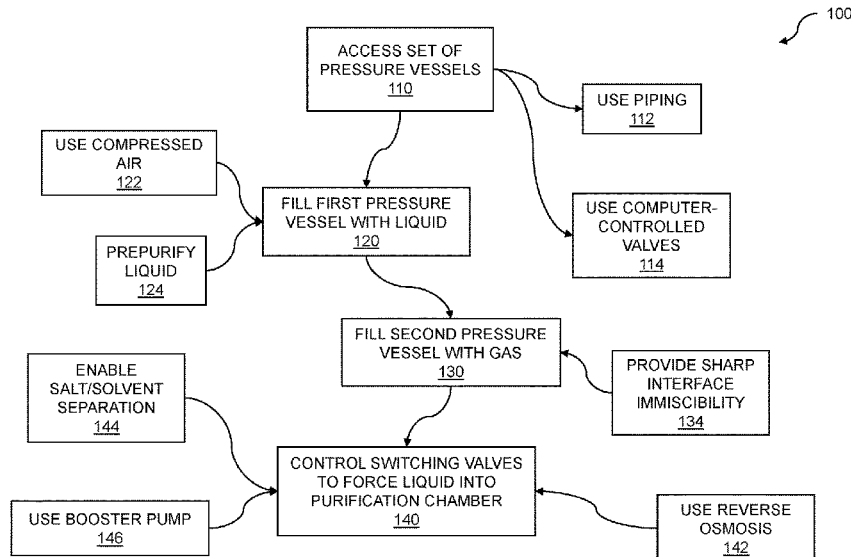 100
ACCESS SET OF
PRESSURE VESSELS
110
USE PIPING
112
USE COMPRESSED
AIR
122
FILL FIRST PRESSURE
VESSEL WITH LIQUID
120
USE COMPUTER-
CONTROLLED
VALVES
114
PREPURIFY
LIQUID
124
FILL SECOND PRESSURE
VESSEL WITH GAS
130
ENABLE
SALT/SOLVENT
SEPARATION
144
PROVIDE SHARP
INTERFACE
IMMISCIBILITY
134
CONTROL SWITCHING VALVES
TO FORCE LIQUID INTO
PURIFICATION CHAMBER
140
USE BOOSTER PUMP
146
USE REVERSE
OSMOSIS
142